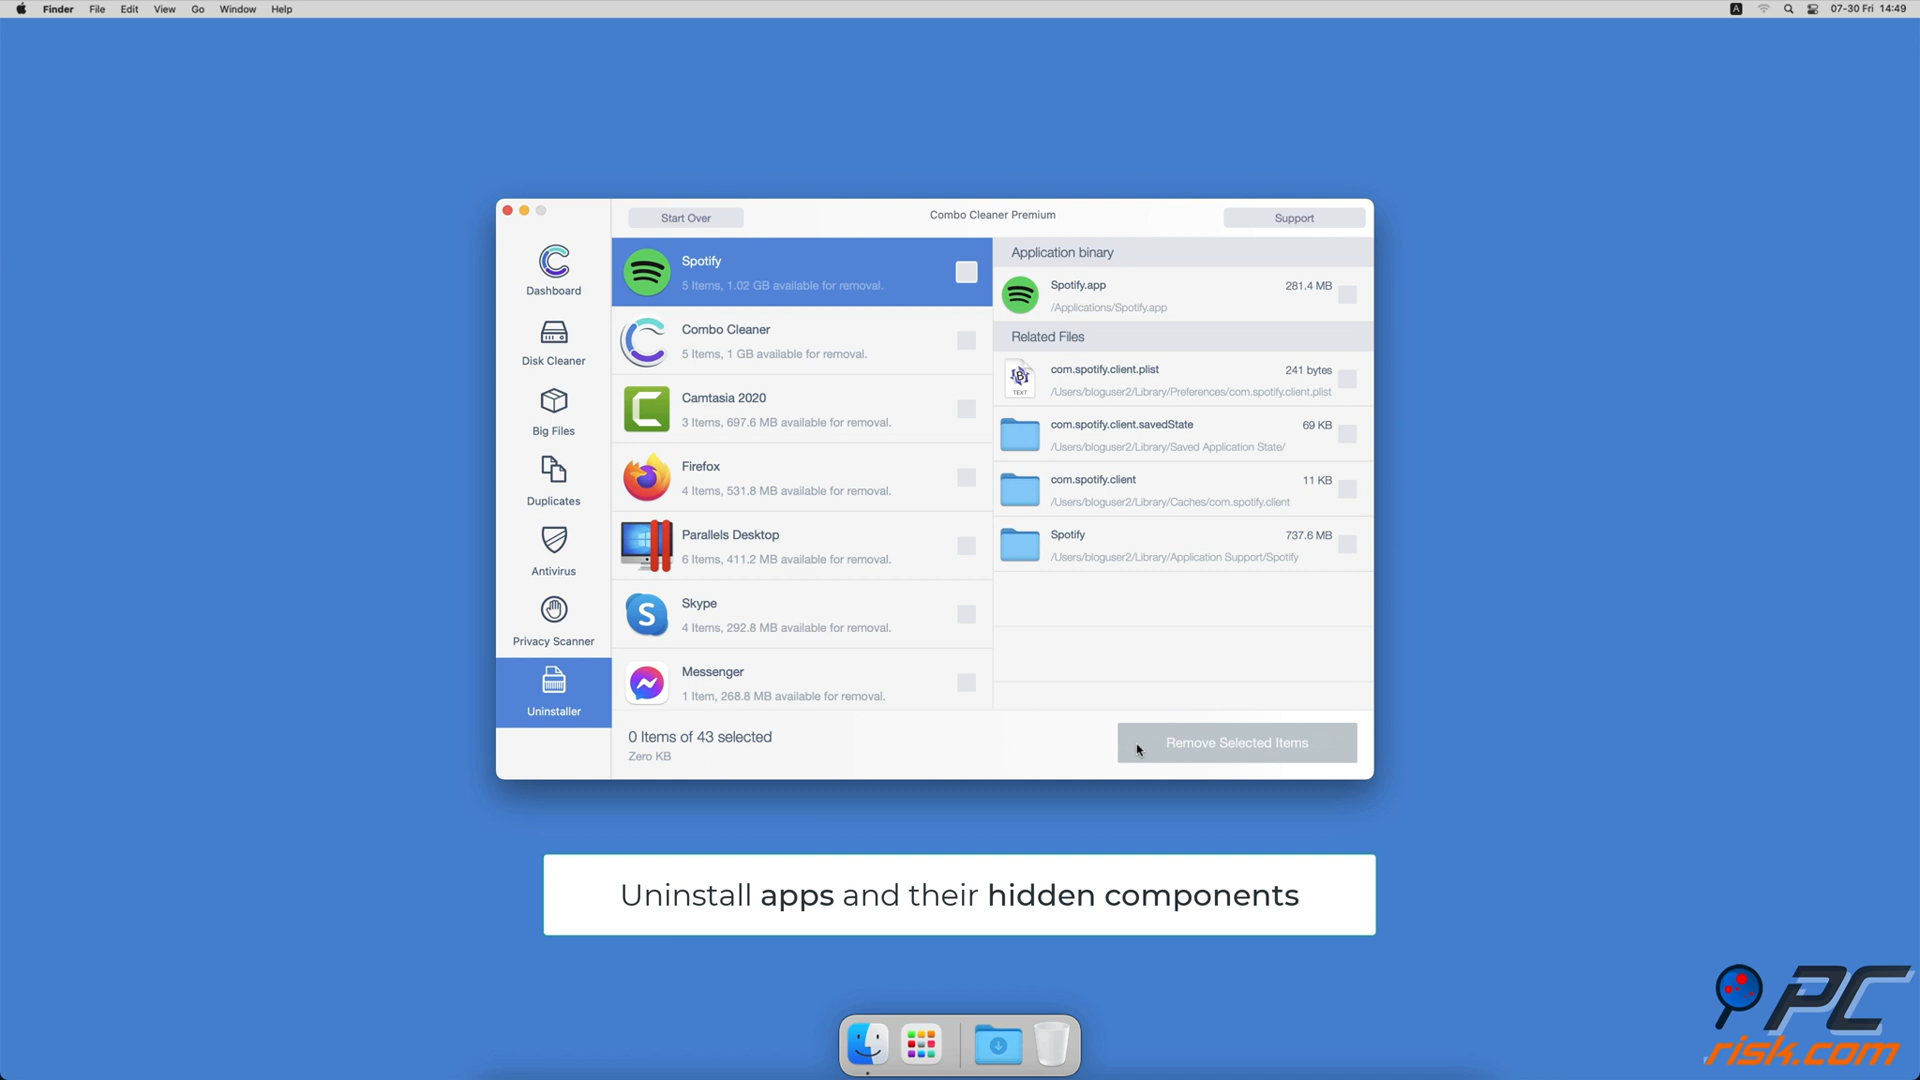 Finder File Edit View Go Window Help
A 07-30 Fri 14:49
Start Over
Combo Cleaner Premium
Support
Dashboard
Disk Cleaner
Big Files
Duplicates
Antivirus
Privacy Scanner
Uninstaller
Spotify
5 Items, 1.02 GB available for removal.
Combo Cleaner
5 Items, 1 GB available for removal.
Camtasia 2020
3 Items, 697.6 MB available for removal.
Firefox
4 Items, 531.8 MB available for removal.
Parallels Desktop
6 Items, 411.2 MB available for removal.
Skype
4 Items, 292.8 MB available for removal.
Messenger
1 Item, 268.8 MB available for removal.
Application binary
Spotify.app 281.4 MB
/Applications/Spotify.app
Related Files
com.spotify.client.plist 241 bytes
TEXT
/Users/bloguser2/Library/Preferences/com.spotify.client.plist
com.spotify.client.savedState 69 KB
/Users/bloguser2/Library/Saved Application State/
com.spotify.client 11 KB
/Users/bloguser2/Library/Caches/com.spotify.client
Spotify 737.6 MB
/Users/bloguser2/Library/Application Support/Spotify
0 Items of 43 selected
Zero KB
Remove Selected Items
Uninstall apps and their hidden components
PC
risk.com